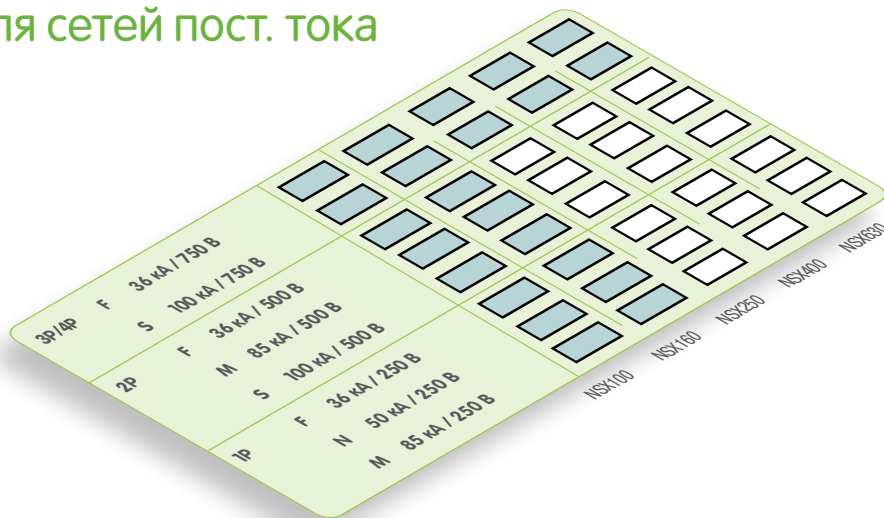 ля сетей пост. тока
3P/4P F 36 кА / 750 В
S 100 кА / 750 В
2P F 36 кА / 500 В
M 85 кА / 500 В
S 100 кА / 500 В
1P F 36 кА / 250 В
N 50 кА / 250 В
M 85 кА / 250 В
NSX100
NSX160
NSX250
NSX400
NSX630